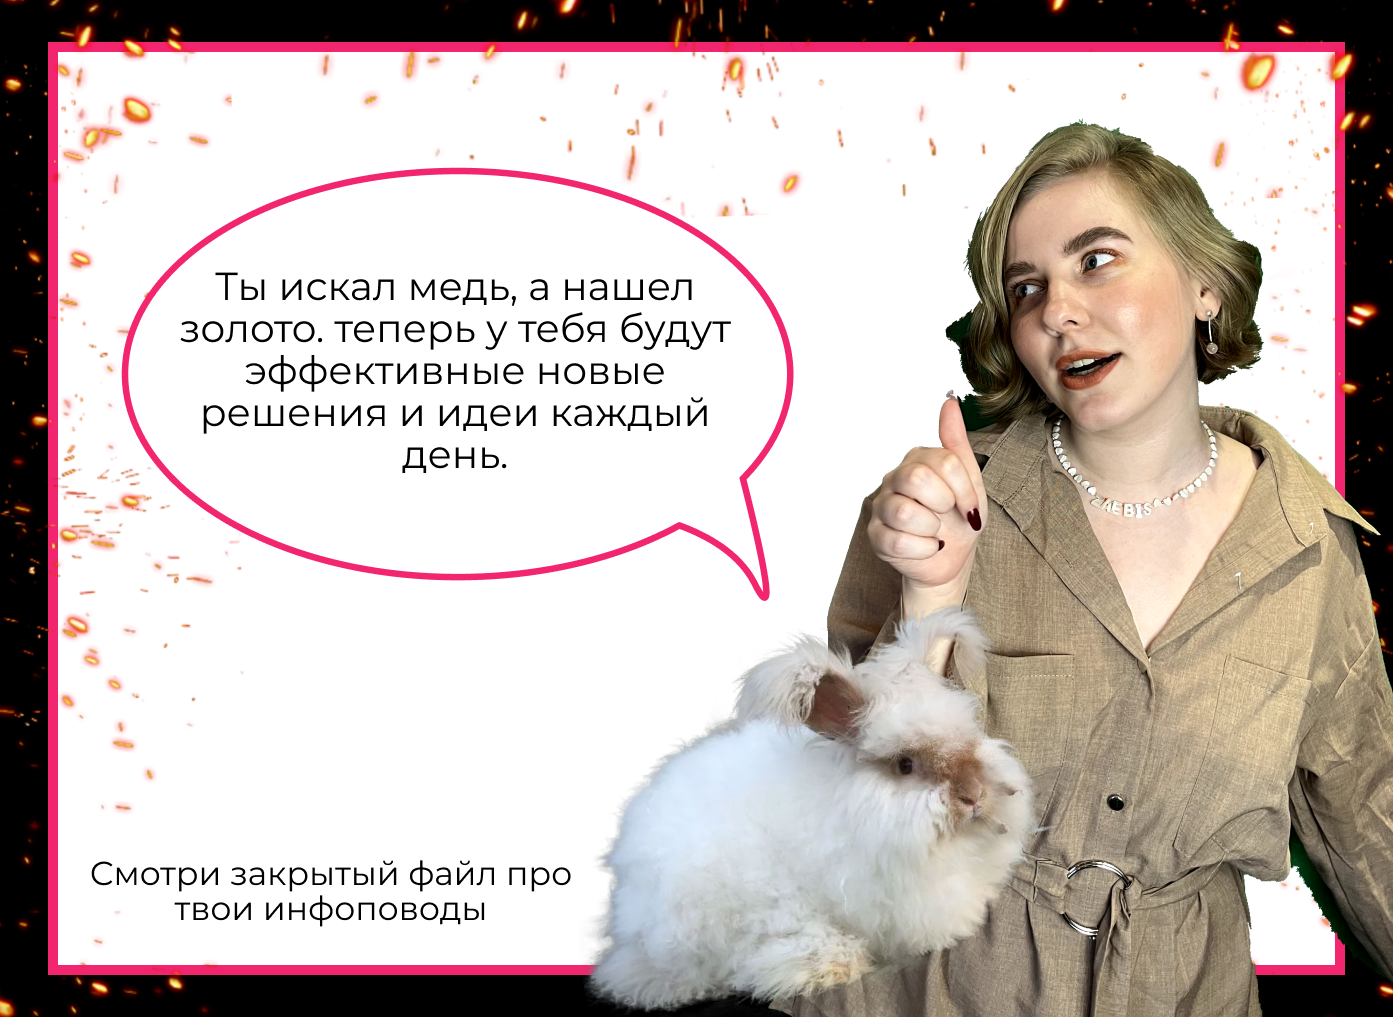 Ты искал медь, а нашел
золото. теперь у тебя будут
эффективные новые
решения и идеи каждый
день.
ZAEBIS
Смотри закрытый файл про
твои инфоповоды